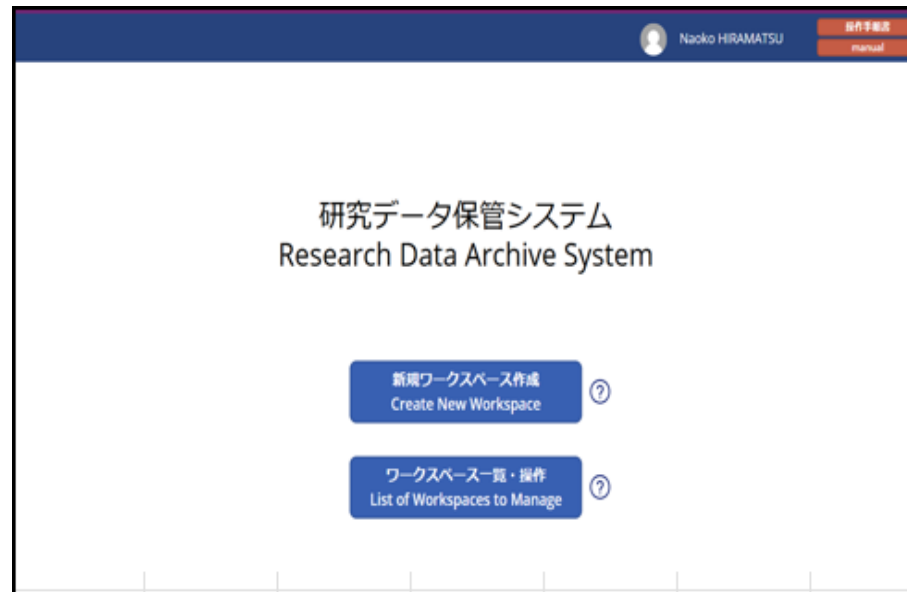 Naoko HIRAMATSU
操作手順書
manual
研究データ保管システム
Research Data Archive System
新規ワークスペース作成
Create New Workspace
?
ワークスペース一覧・操作
List of Workspaces to Manage
?